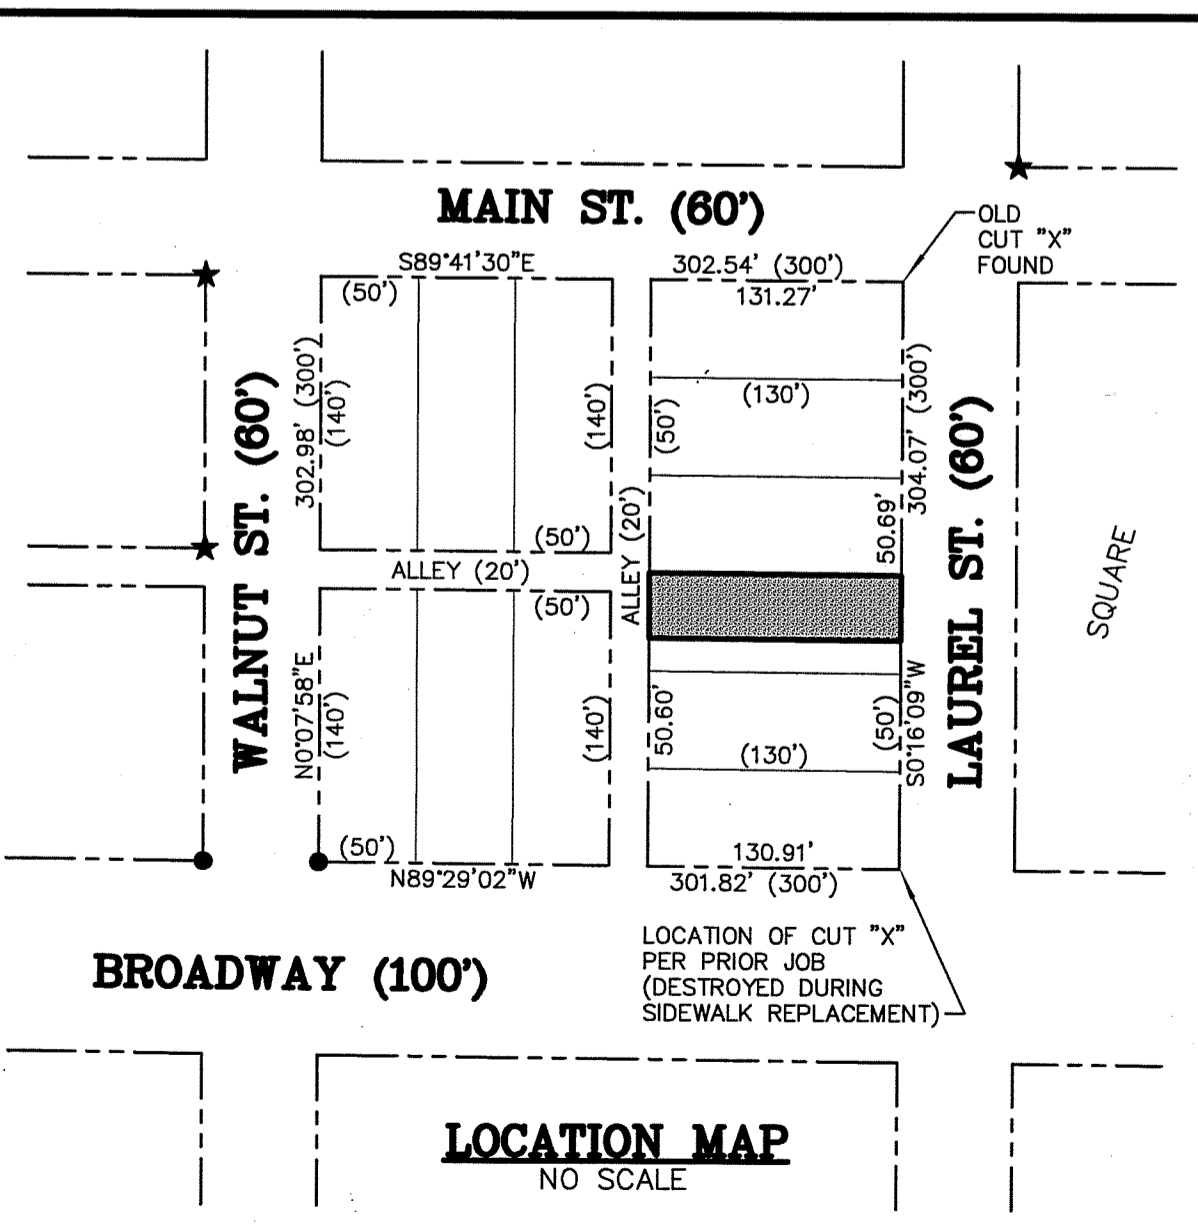 MAIN ST. (60')
OLD
CUT "X"
FOUND
S89°41'30"E
302.54' (300')
(50')
131.27'
WALNUT ST. (60')
302.98' (300')
(140')
(140')
(50')
(130')
304.07' (300')
50.69'
LAUREL ST. (60')
SQUARE
(50')
ALLEY (20')
ALLEY (20')
(50')
N0°07'58"E
(140')
(140')
50.60'
(130')
(50')
S0°16'09"W
(50')
N89°29'02"W
130.91'
301.82' (300')
BROADWAY (100')
LOCATION OF CUT "X"
PER PRIOR JOB
(DESTROYED DURING
SIDEWALK REPLACEMENT)
LOCATION MAP
NO SCALE